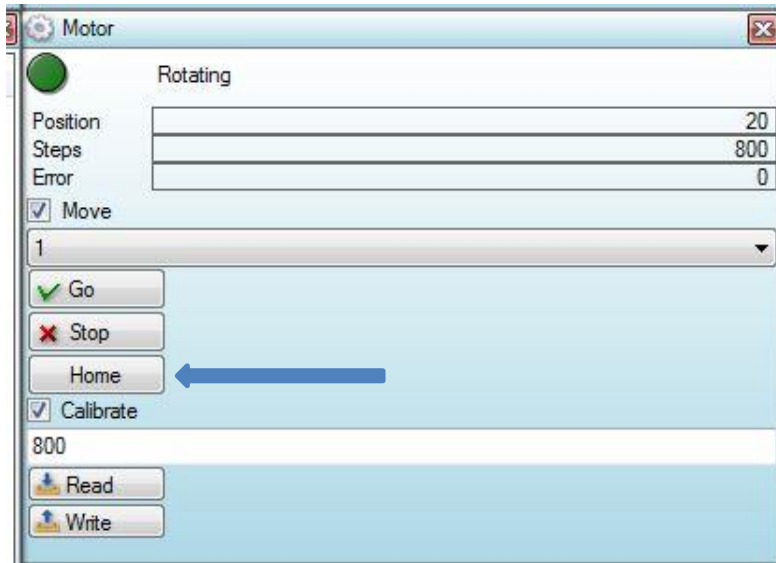 Motor
Rotating
Position 20
Steps 800
Error 0
Move
1
Go
Stop
Home
Calibrate
800
Read
Write